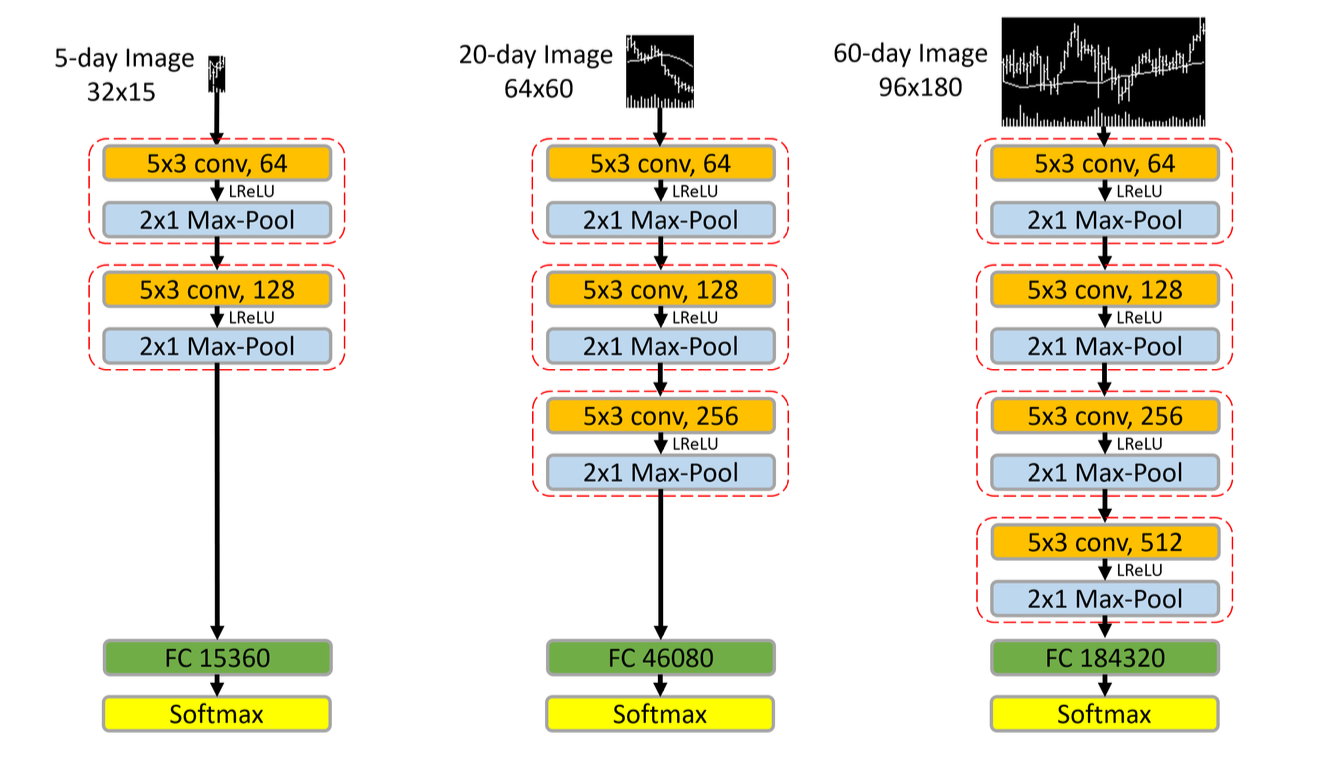 5-day Image
32x15
5x3 conv, 64
LReLU
2x1 Max-Pool
5x3 conv, 128
LReLU
2x1 Max-Pool
FC 15360
Softmax
20-day Image
64x60
5x3 conv, 64
LReLU
2x1 Max-Pool
5x3 conv, 128
LReLU
2x1 Max-Pool
5x3 conv, 256
LReLU
2x1 Max-Pool
FC 46080
Softmax
60-day Image
96x180
5x3 conv, 64
LReLU
2x1 Max-Pool
5x3 conv, 128
LReLU
2x1 Max-Pool
5x3 conv, 256
LReLU
2x1 Max-Pool
5x3 conv, 512
LReLU
2x1 Max-Pool
FC 184320
Softmax